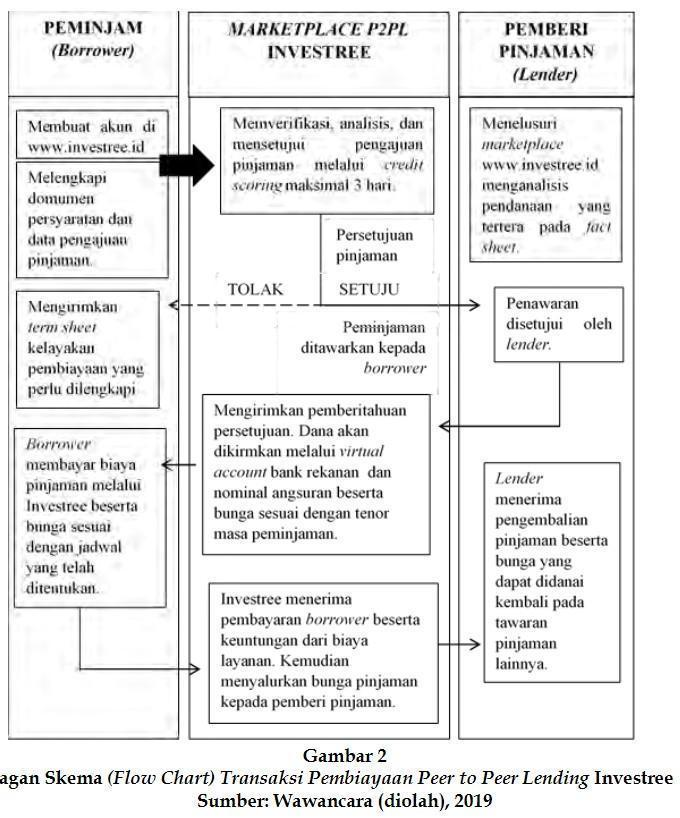 PEMINJAM
(Borrower)
MARKETPLACE P2PL
INVESTREE
PEMBERI
PINJAMAN
(Lender)
Membuat akun di
www.investree.id
Melengkapi
domumen
persyaratan dan
data pengajuan
pinjaman.
Memverifikasi, analisis, dan
mensetujui pengajuan
pinjaman melalui credit
scoring maksimal 3 hari.
Menelusuri
marketplace
www.investree.id
menganalisis
pendanaan yang
tertera pada fact
sheet.
Persetujuan
pinjaman
TOLAK
SETUJU
Mengirimkan
term sheet
kelayakan
pembiayaan yang
perlu dilengkapi
Peminjaman
ditawarkan kepada
borrower
Penawaran
disetujui oleh
lender.
Mengirimkan pemberitahuan
persetujuan. Dana akan
dikirmkan melalui virtual
account bank rekanan dan
nominal angsuran beserta
bunga sesuai dengan tenor
masa peminjaman.
Borrower
membayar biaya
pinjaman melalui
Investree beserta
bunga sesuai
dengan jadwal
yang telah
ditentukan.
Lender
menerima
pengembalian
pinjaman beserta
bunga yang
dapat didanai
kembali pada
tawaran
pinjaman
lainnya.
Investree menerima
pembayaran borrower beserta
keuntungan dari biaya
layanan. Kemudian
menyalurkan bunga pinjaman
kepada pemberi pinjaman.
Gambar 2
agan Skema (Flow Chart) Transaksi Pembiayaan Peer to Peer Lending Investree
Sumber: Wawancara (diolah), 2019